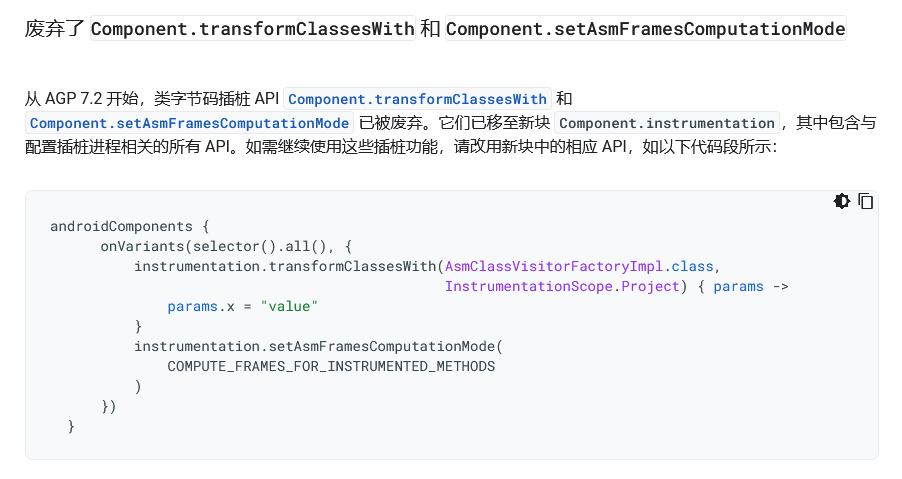 废弃了 Component.transformClassesWith 和 Component.setAsmFramesComputationMode
从 AGP 7.2 开始，类字节码插桩 API Component.transformClassesWith 和
Component.setAsmFramesComputationMode 已被废弃。它们已移至新块 Component.instrumentation，其中包含与
配置插桩进程相关的所有 API。如需继续使用这些插桩功能，请改用新块中的相应 API，如以下代码段所示：
androidComponents {
      onVariants(selector().all(), {
          instrumentation.transformClassesWith(AsmClassVisitorFactoryImpl.class,
                                               InstrumentationScope.Project) { params ->
              params.x = "value"
          }
          instrumentation.setAsmFramesComputationMode(
              COMPUTE_FRAMES_FOR_INSTRUMENTED_METHODS
          )
      })
  }